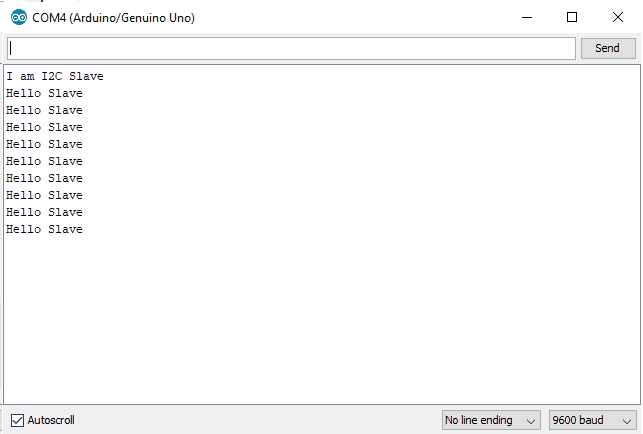 COM4 (Arduino/Genuino Uno)
Send
I am I2C Slave
Hello Slave
Hello Slave
Hello Slave
Hello Slave
Hello Slave
Hello Slave
Hello Slave
Hello Slave
Hello Slave
Autoscroll
No line ending
9600 baud